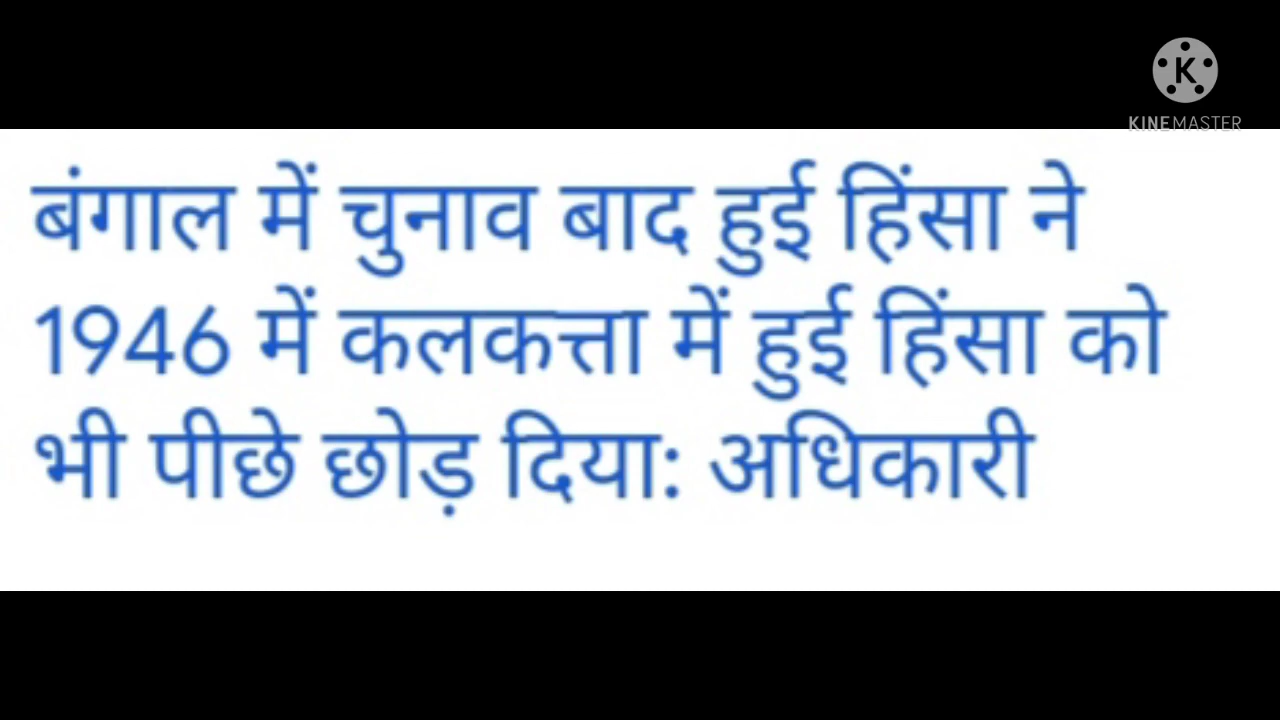 KINEMASTER
बंगाल में चुनाव बाद हुई हिंसा ने
1946 में कलकत्ता में हुई हिंसा को
भी पीछे छोड़ दिया: अधिकारी